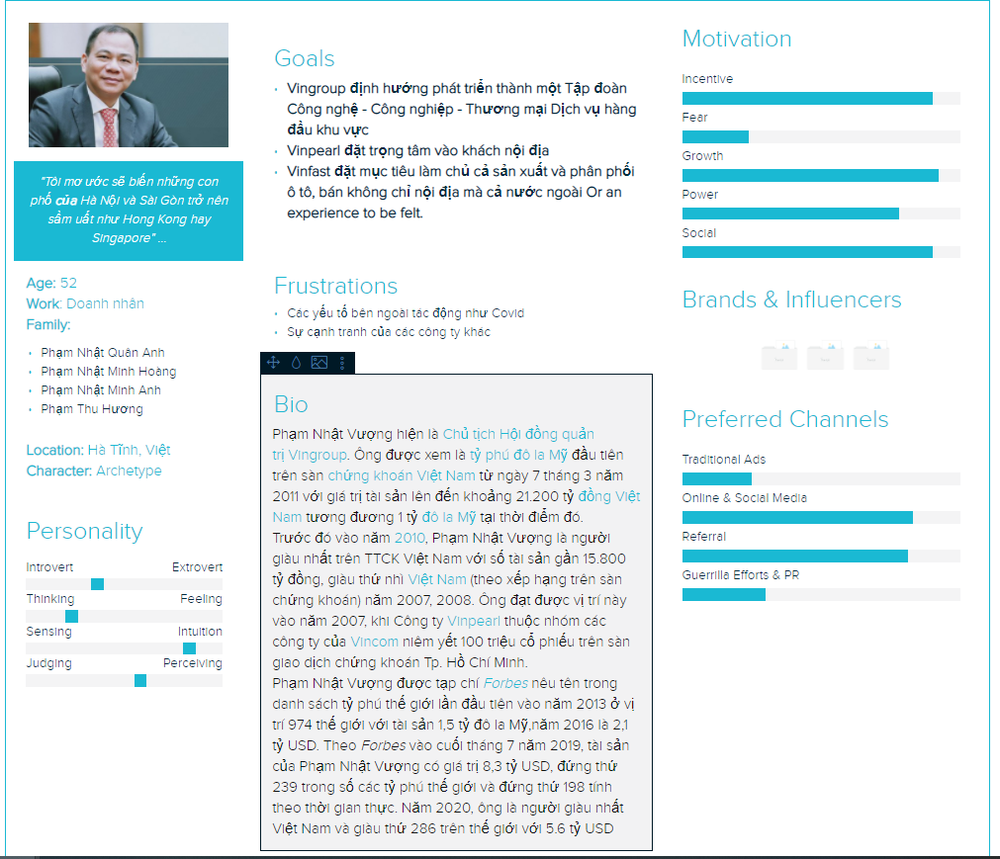 "Tôi mơ ước sẽ biến những con
phố của Hà Nội và Sài Gòn trở nên
sầm uất như Hong Kong hay
Singapore" ...
Age: 52
Work: Doanh nhân
Family:
Phạm Nhật Quân Anh
Phạm Nhật Minh Hoàng
Phạm Nhật Minh Anh
Phạm Thu Hương
Location: Hà Tĩnh, Việt
Character: Archetype
Personality
Introvert Extrovert
Thinking Feeling
Sensing Intuition
Judging Perceiving
Goals
Vingroup định hướng phát triển thành một Tập đoàn
Công nghệ - Công nghiệp - Thương mại Dịch vụ hàng
đầu khu vực
Vinpearl đặt trọng tâm vào khách nội địa
Vinfast đặt mục tiêu làm chủ cả sản xuất và phân phối
ô tô, bán không chỉ nội địa mà cả nước ngoài Or an
experience to be felt.
Frustrations
Các yếu tố bên ngoài tác động như Covid
Sự cạnh tranh của các công ty khác
Bio
Phạm Nhật Vượng hiện là Chủ tịch Hội đồng quản
trị Vingroup. Ông được xem là tỷ phú đô la Mỹ đầu tiên
trên sàn chứng khoán Việt Nam từ ngày 7 tháng 3 năm
2011 với giá trị tài sản lên đến khoảng 21.200 tỷ đồng Việt
Nam tương đương 1 tỷ đô la Mỹ tại thời điểm đó.
Trước đó vào năm 2010, Phạm Nhật Vượng là người
giàu nhất trên TTCK Việt Nam với số tài sản gần 15.800
tỷ đồng, giàu thứ nhì Việt Nam (theo xếp hạng trên sàn
chứng khoán) năm 2007, 2008. Ông đạt được vị trí này
vào năm 2007, khi Công ty Vinpearl thuộc nhóm các
công ty của Vincom niêm yết 100 triệu cổ phiếu trên sàn
giao dịch chứng khoán Tp. Hồ Chí Minh.
Phạm Nhật Vượng được tạp chí Forbes nêu tên trong
danh sách tỷ phú thế giới lần đầu tiên vào năm 2013 ở vị
trí 974 thế giới với tài sản 1,5 tỷ đô la Mỹ,năm 2016 là 2,1
tỷ USD. Theo Forbes vào cuối tháng 7 năm 2019, tài sản
của Phạm Nhật Vượng có giá trị 8,3 tỷ USD, đứng thứ
239 trong số các tỷ phú thế giới và đứng thứ 198 tính
theo thời gian thực. Năm 2020, ông là người giàu nhất
Việt Nam và giàu thứ 286 trên thế giới với 5.6 tỷ USD
Motivation
Incentive
Fear
Growth
Power
Social
Brands & Influencers
Preferred Channels
Traditional Ads
Online & Social Media
Referral
Guerrilla Efforts & PR